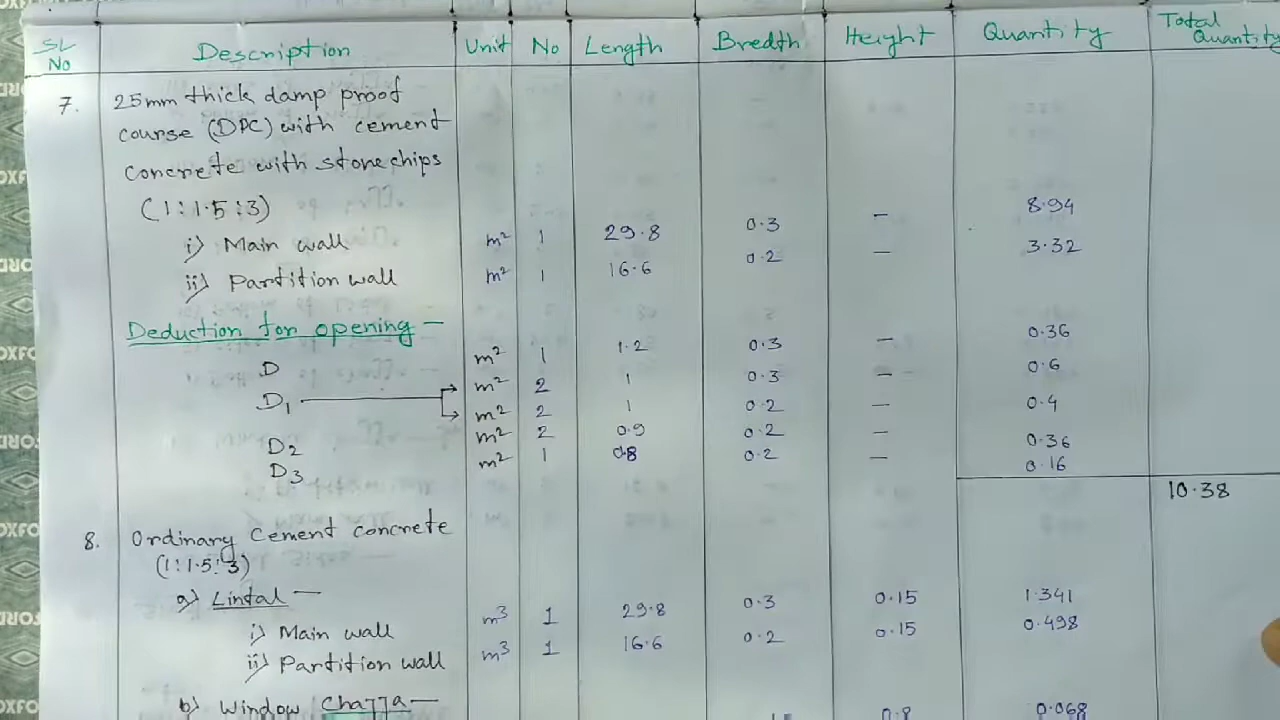 SL No Description Unit No Length Bredth Height Quantity Total Quantity
7. 25mm thick damp proof
course (DPC) with cement
concrete with stone chips
(1:1.5:3)
i) Main wall m² 1 29.8 0.3 – 8.94
ii) Partition wall m² 1 16.6 0.2 – 3.32
Deduction for opening –
D m² 1 1.2 0.3 – 0.36
D1 m² 2 1 0.3 – 0.6
m² 2 1 0.2 – 0.4
D2 m² 2 0.9 0.2 – 0.36
D3 m² 1 0.8 0.2 – 0.16
10.38
8. Ordinary Cement concrete
(1:1.5:3)
a) Lintal –
i) Main wall m³ 1 29.8 0.3 0.15 1.341
ii) Partition wall m³ 1 16.6 0.2 0.15 0.498
b) Window Chajja – 0.8 0.068